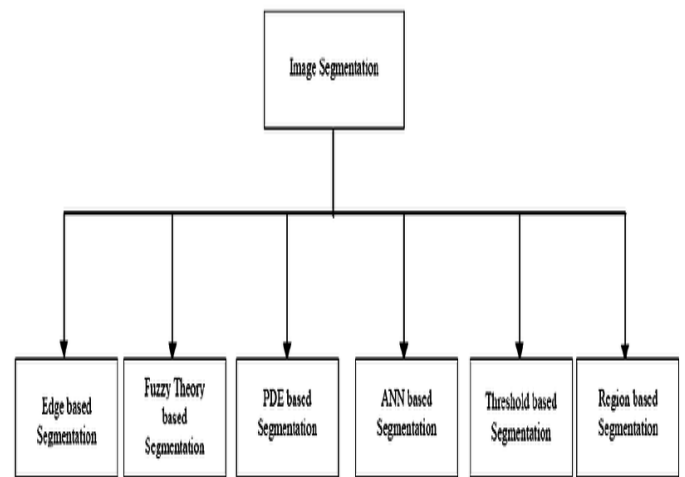 Image Segmentation
Edge based
Segmentation
Fuzzy Theory
based
Segmentation
PDE based
Segmentation
ANN based
Segmentation
Threshold based
Segmentation
Region based
Segmentation